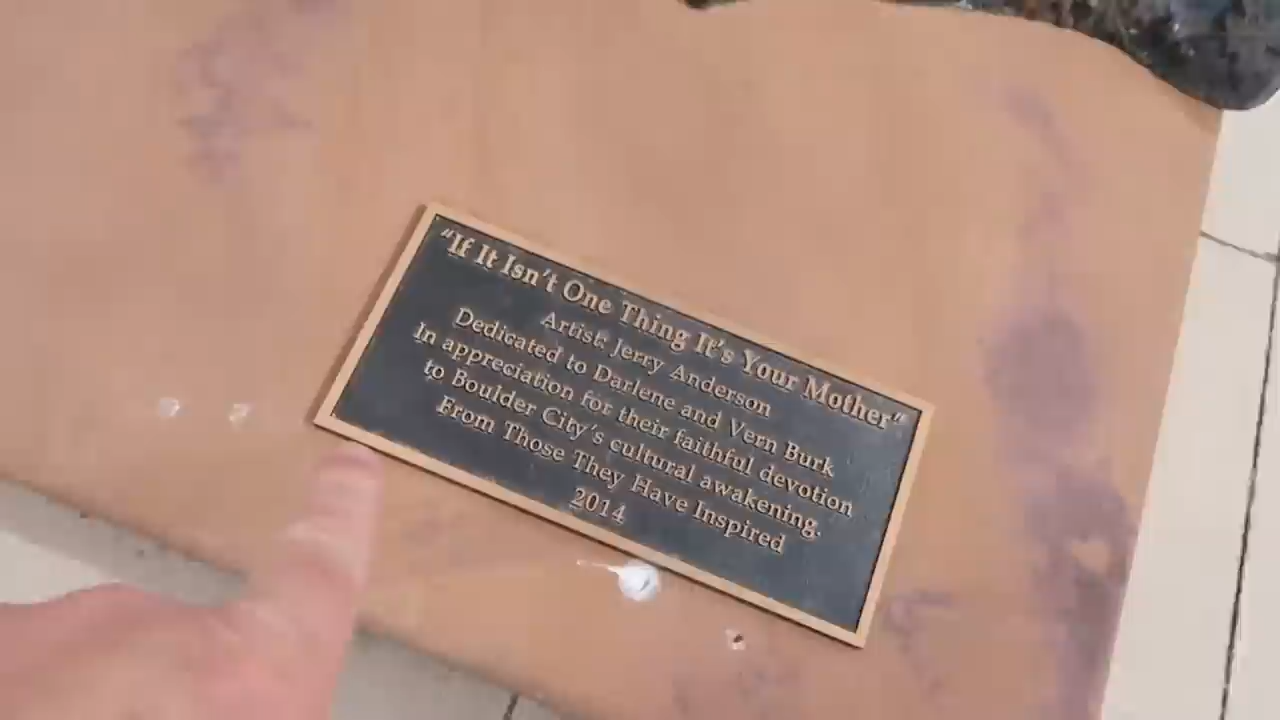 "If It Isn't One Thing It's Your Mother"
Artist: Jerry Anderson
Dedicated to Darlene and Vern Burk
In appreciation for their faithful devotion
to Boulder City's cultural awakening.
From Those They Have Inspired
2014